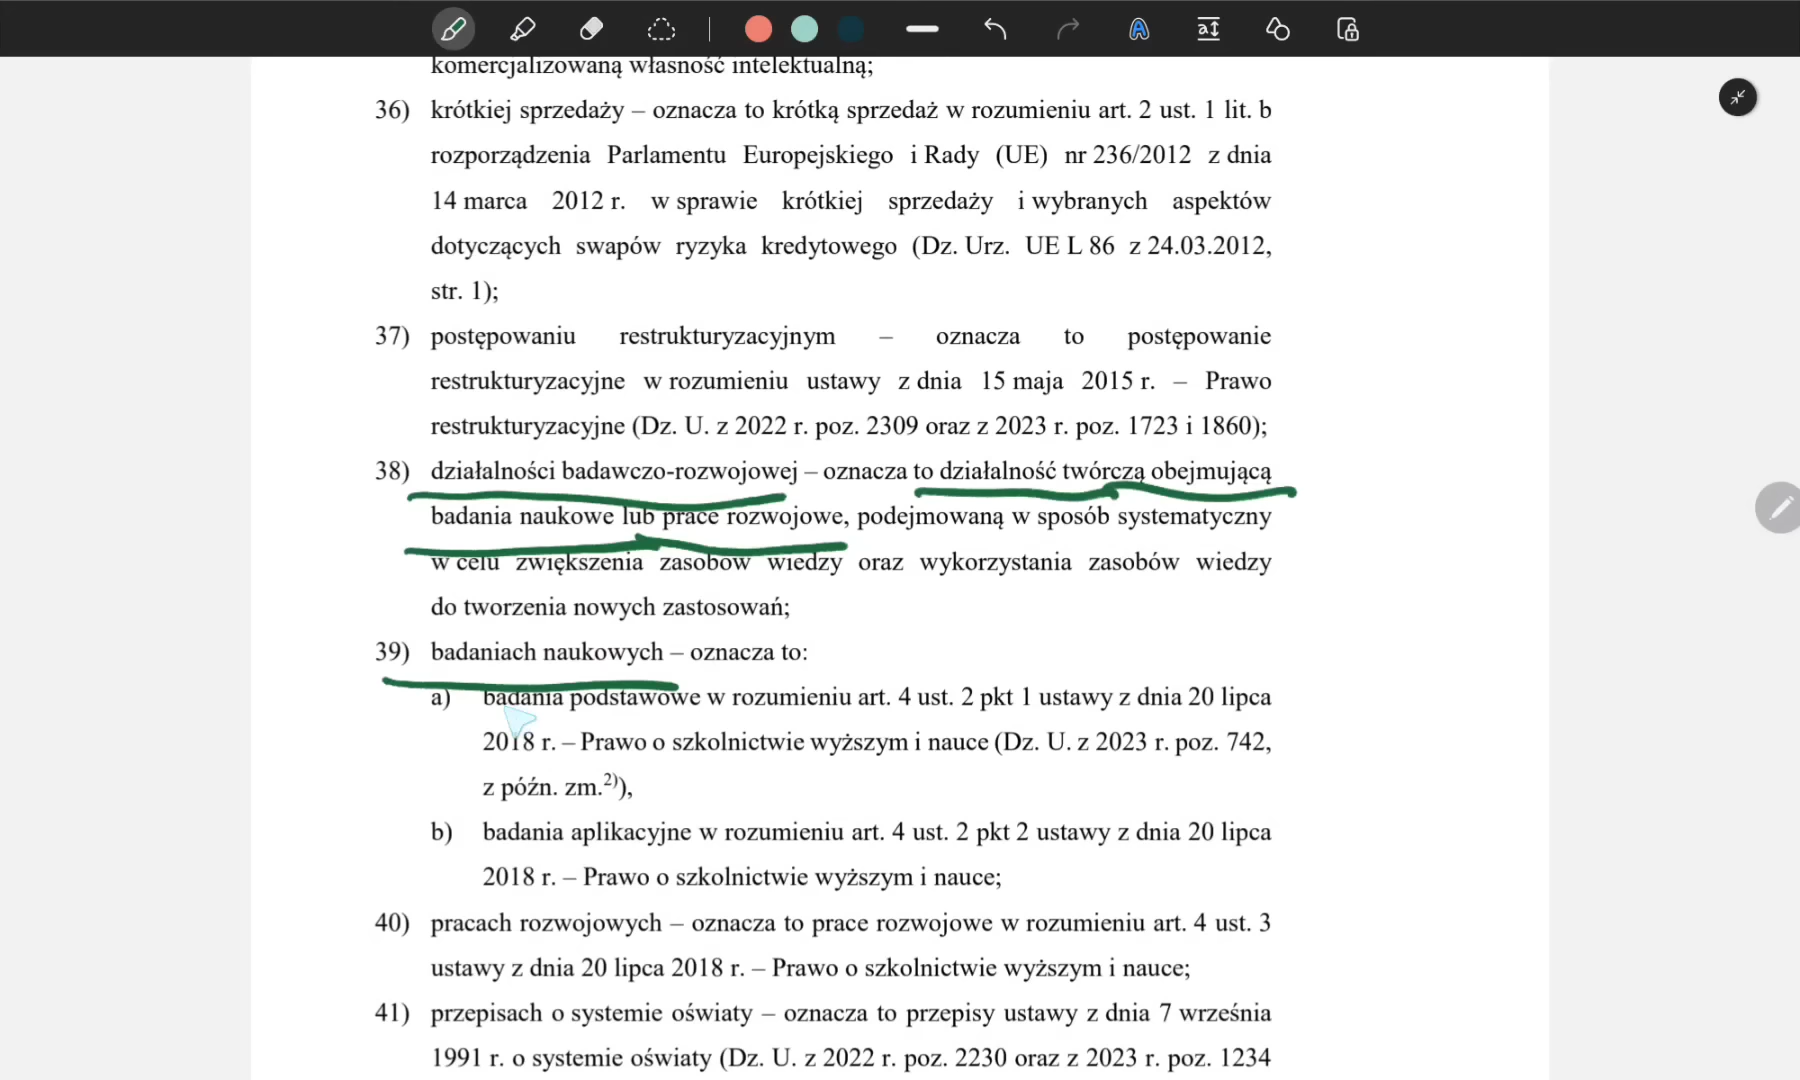 komercjalizowaną własność intelektualną;
36) krótkiej sprzedaży – oznacza to krótką sprzedaż w rozumieniu art. 2 ust. 1 lit. b
rozporządzenia Parlamentu Europejskiego i Rady (UE) nr 236/2012 z dnia
14 marca 2012 r. w sprawie krótkiej sprzedaży i wybranych aspektów
dotyczących swapów ryzyka kredytowego (Dz. Urz. UE L 86 z 24.03.2012,
str. 1);
37) postępowaniu restrukturyzacyjnym – oznacza to postępowanie
restrukturyzacyjne w rozumieniu ustawy z dnia 15 maja 2015 r. – Prawo
restrukturyzacyjne (Dz. U. z 2022 r. poz. 2309 oraz z 2023 r. poz. 1723 i 1860);
38) działalności badawczo-rozwojowej – oznacza to działalność twórczą obejmującą
badania naukowe lub prace rozwojowe, podejmowaną w sposób systematyczny
w celu zwiększenia zasobów wiedzy oraz wykorzystania zasobów wiedzy
do tworzenia nowych zastosowań;
39) badaniach naukowych – oznacza to:
a) badania podstawowe w rozumieniu art. 4 ust. 2 pkt 1 ustawy z dnia 20 lipca
2018 r. – Prawo o szkolnictwie wyższym i nauce (Dz. U. z 2023 r. poz. 742,
z późn. zm.2)),
b) badania aplikacyjne w rozumieniu art. 4 ust. 2 pkt 2 ustawy z dnia 20 lipca
2018 r. – Prawo o szkolnictwie wyższym i nauce;
40) pracach rozwojowych – oznacza to prace rozwojowe w rozumieniu art. 4 ust. 3
ustawy z dnia 20 lipca 2018 r. – Prawo o szkolnictwie wyższym i nauce;
41) przepisach o systemie oświaty – oznacza to przepisy ustawy z dnia 7 września
1991 r. o systemie oświaty (Dz. U. z 2022 r. poz. 2230 oraz z 2023 r. poz. 1234